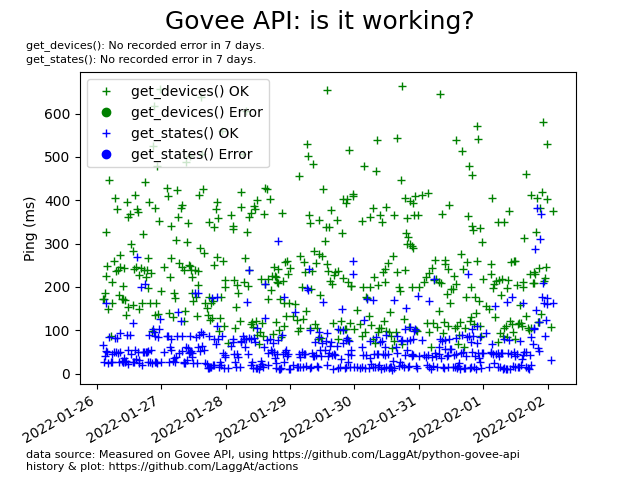 Govee API: is it working?
get_devices(): No recorded error in 7 days.
get_states(): No recorded error in 7 days.
get_devices() OK
get_devices() Error
get_states() OK
get_states() Error
Ping (ms)
600
500
400
300
200
100
0
2022-01-26
2022-01-27
2022-01-28
2022-01-29
2022-01-30
2022-01-31
2022-02-01
2022-02-02
data source: Measured on Govee API, using https://github.com/LaggAt/python-govee-api
history & plot: https://github.com/LaggAt/actions